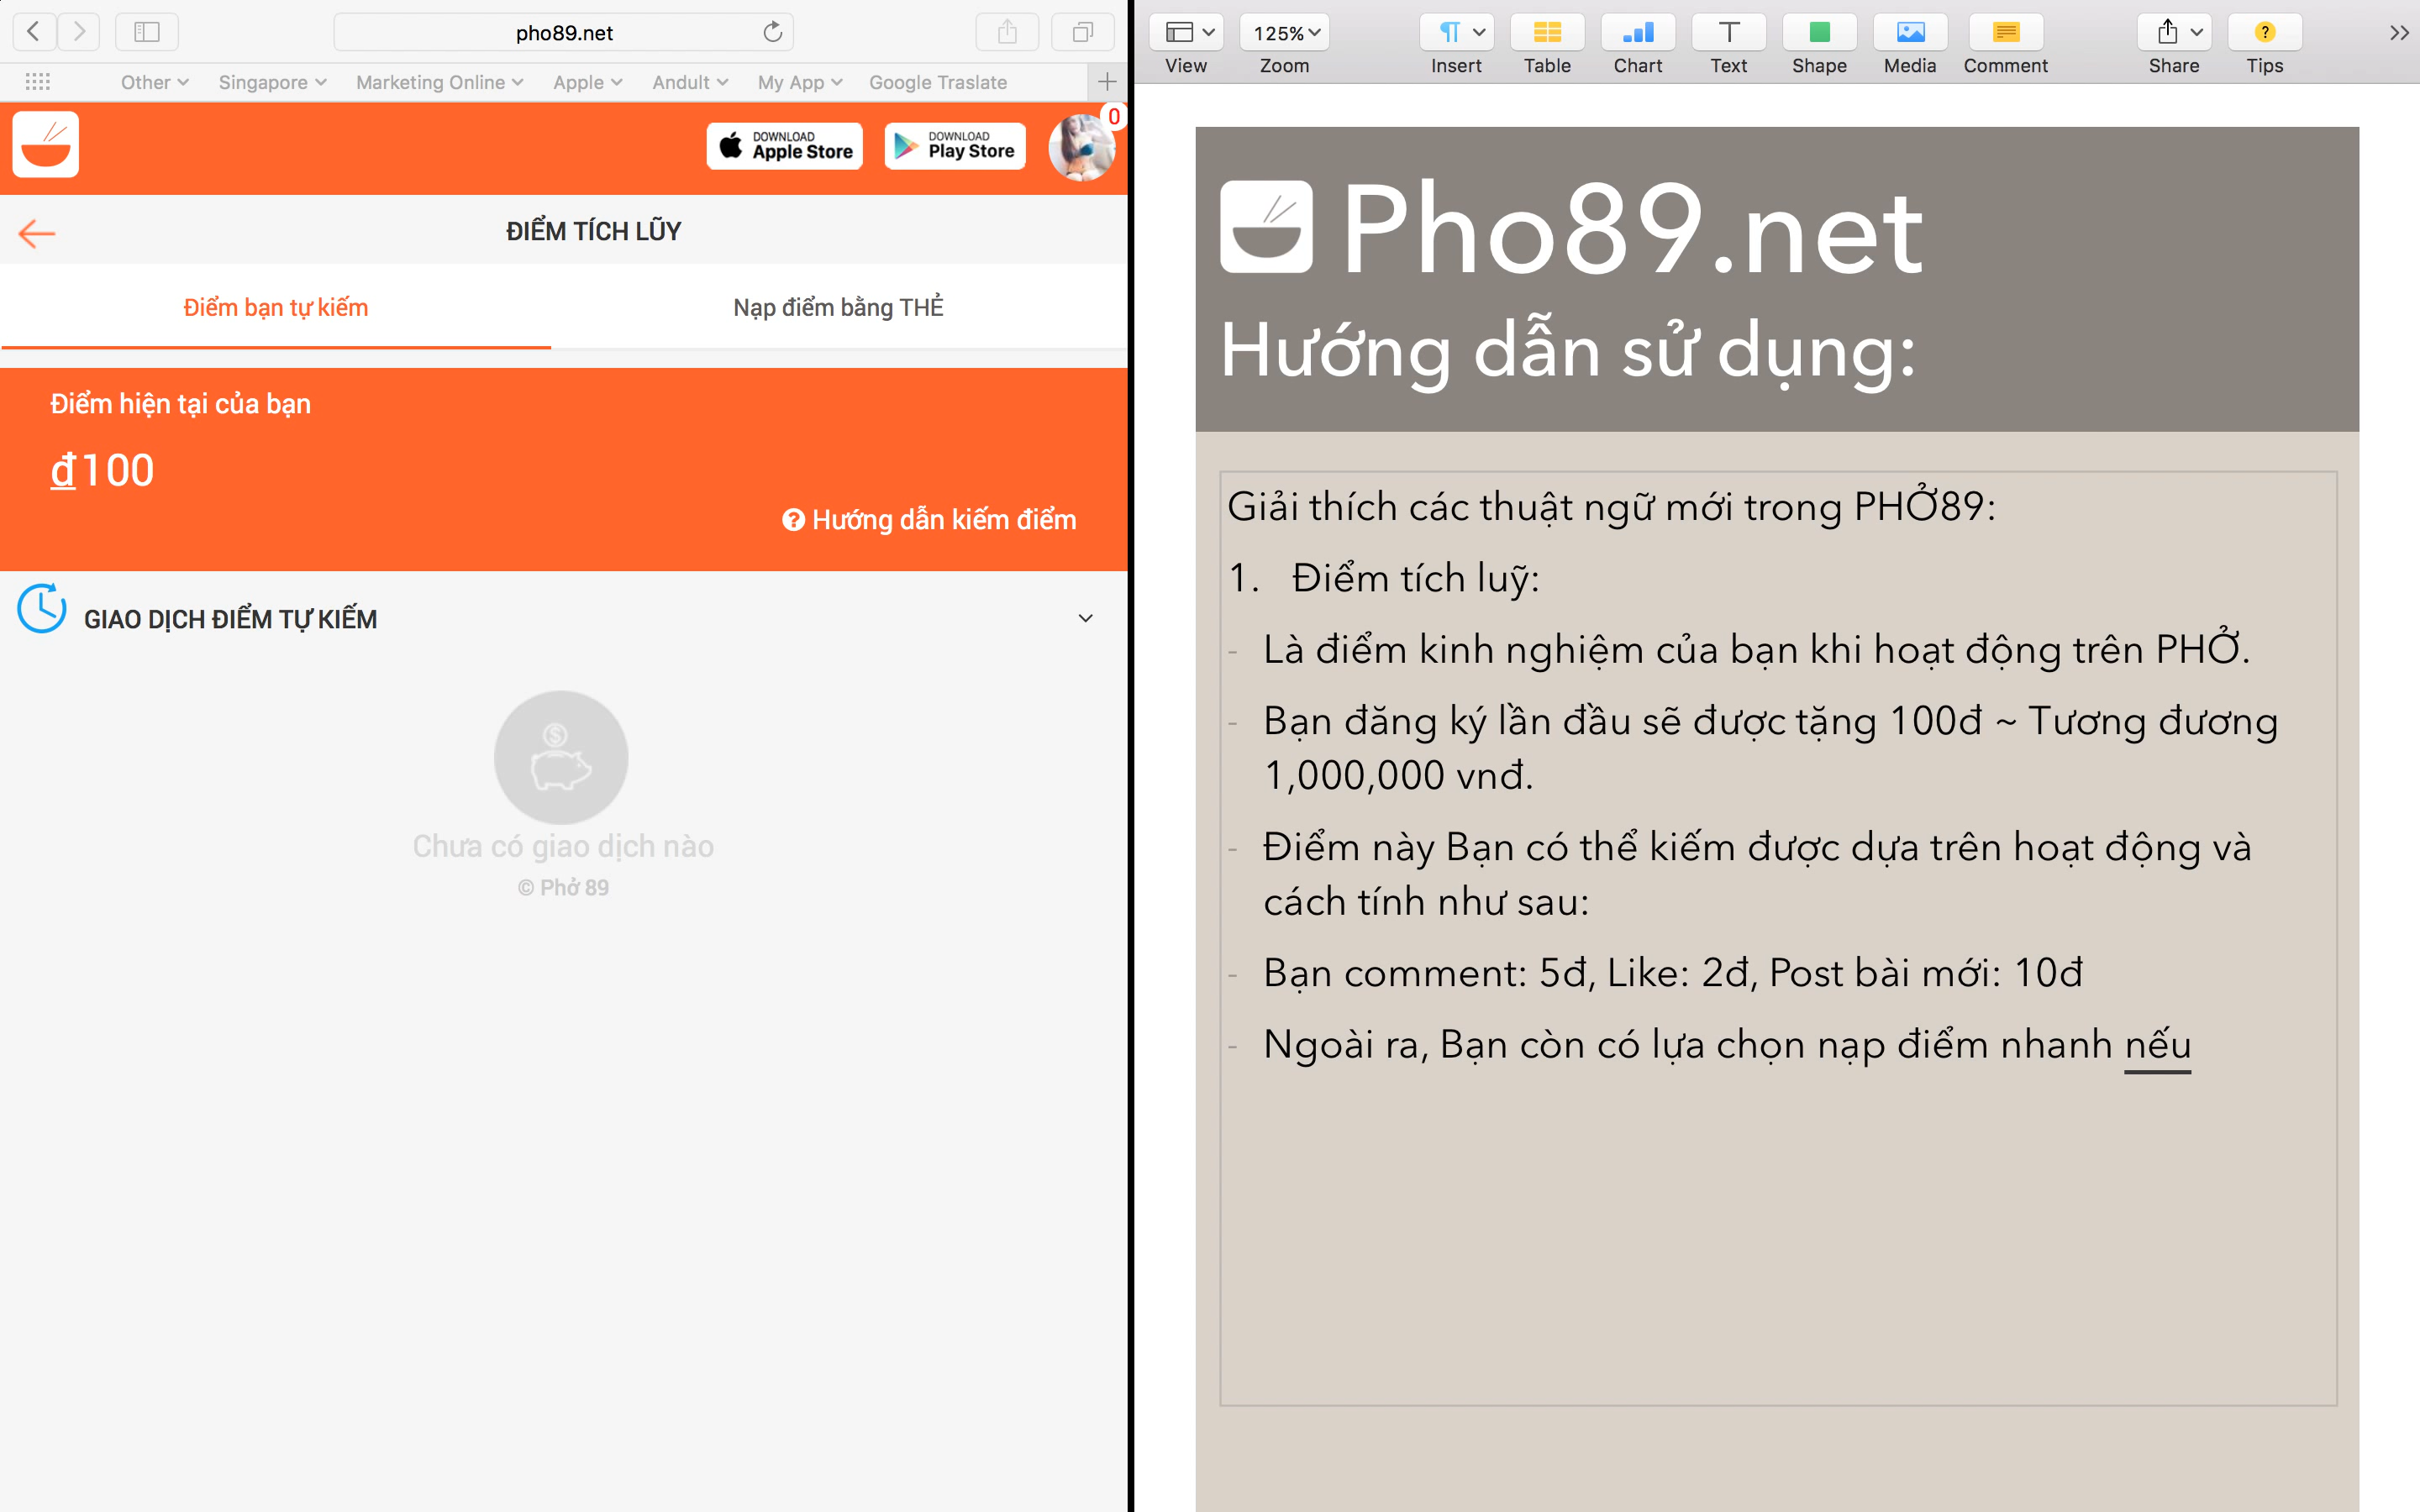 pho89.net
Other
Singapore
Marketing Online
Apple
Andult
My App
Google Traslate
DOWNLOAD
Apple Store
DOWNLOAD
Play Store
0
ĐIỂM TÍCH LŨY
Điểm bạn tự kiếm
Nạp điểm bằng THẺ
Điểm hiện tại của bạn
đ100
? Hướng dẫn kiếm điểm
GIAO DỊCH ĐIỂM TỰ KIẾM
$
Chưa có giao dịch nào
© Phở 89
125%
T
?
View
Zoom
Insert
Table
Chart
Text
Shape
Media
Comment
Share
Tips
Pho89.net
Hướng dẫn sử dụng:
Giải thích các thuật ngữ mới trong PHỞ89:
1. Điểm tích luỹ:
- Là điểm kinh nghiệm của bạn khi hoạt động trên PHỞ.
- Bạn đăng ký lần đầu sẽ được tặng 100đ ~ Tương đương
1,000,000 vnđ.
- Điểm này Bạn có thể kiếm được dựa trên hoạt động và
cách tính như sau:
- Bạn comment: 5đ, Like: 2đ, Post bài mới: 10đ
- Ngoài ra, Bạn còn có lựa chọn nạp điểm nhanh nếu